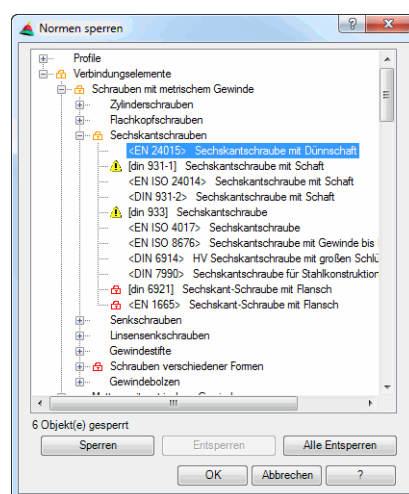 Normen sperren
Profile
Verbindungselemente
Schrauben mit metrischem Gewinde
Zylinderschrauben
Flachkopfschrauben
Sechskantschrauben
<EN 24015> Sechskantschraube mit Dünnschaft
[din 931-1] Sechskantschraube mit Schaft
<EN ISO 24014> Sechskantschraube mit Schaft
<DIN 931-2> Sechskantschraube mit Schaft
[din 933] Sechskantschraube
<EN ISO 4017> Sechskantschraube
<EN ISO 8676> Sechskantschraube mit Gewinde bis
<DIN 6914> HV Sechskantschraube mit großen Schlü
<DIN 7990> Sechskantschraube für Stahlkonstruktion
[din 6921] Sechskant-Schraube mit Flansch
<EN 1665> Sechskant-Schraube mit Flansch
Senkschrauben
Linsensenkschrauben
Gewindestifte
Schrauben verschiedener Formen
Gewindebolzen
6 Objekt(e) gesperrt
Sperren Entsperren Alle Entsperren
OK Abbrechen ?